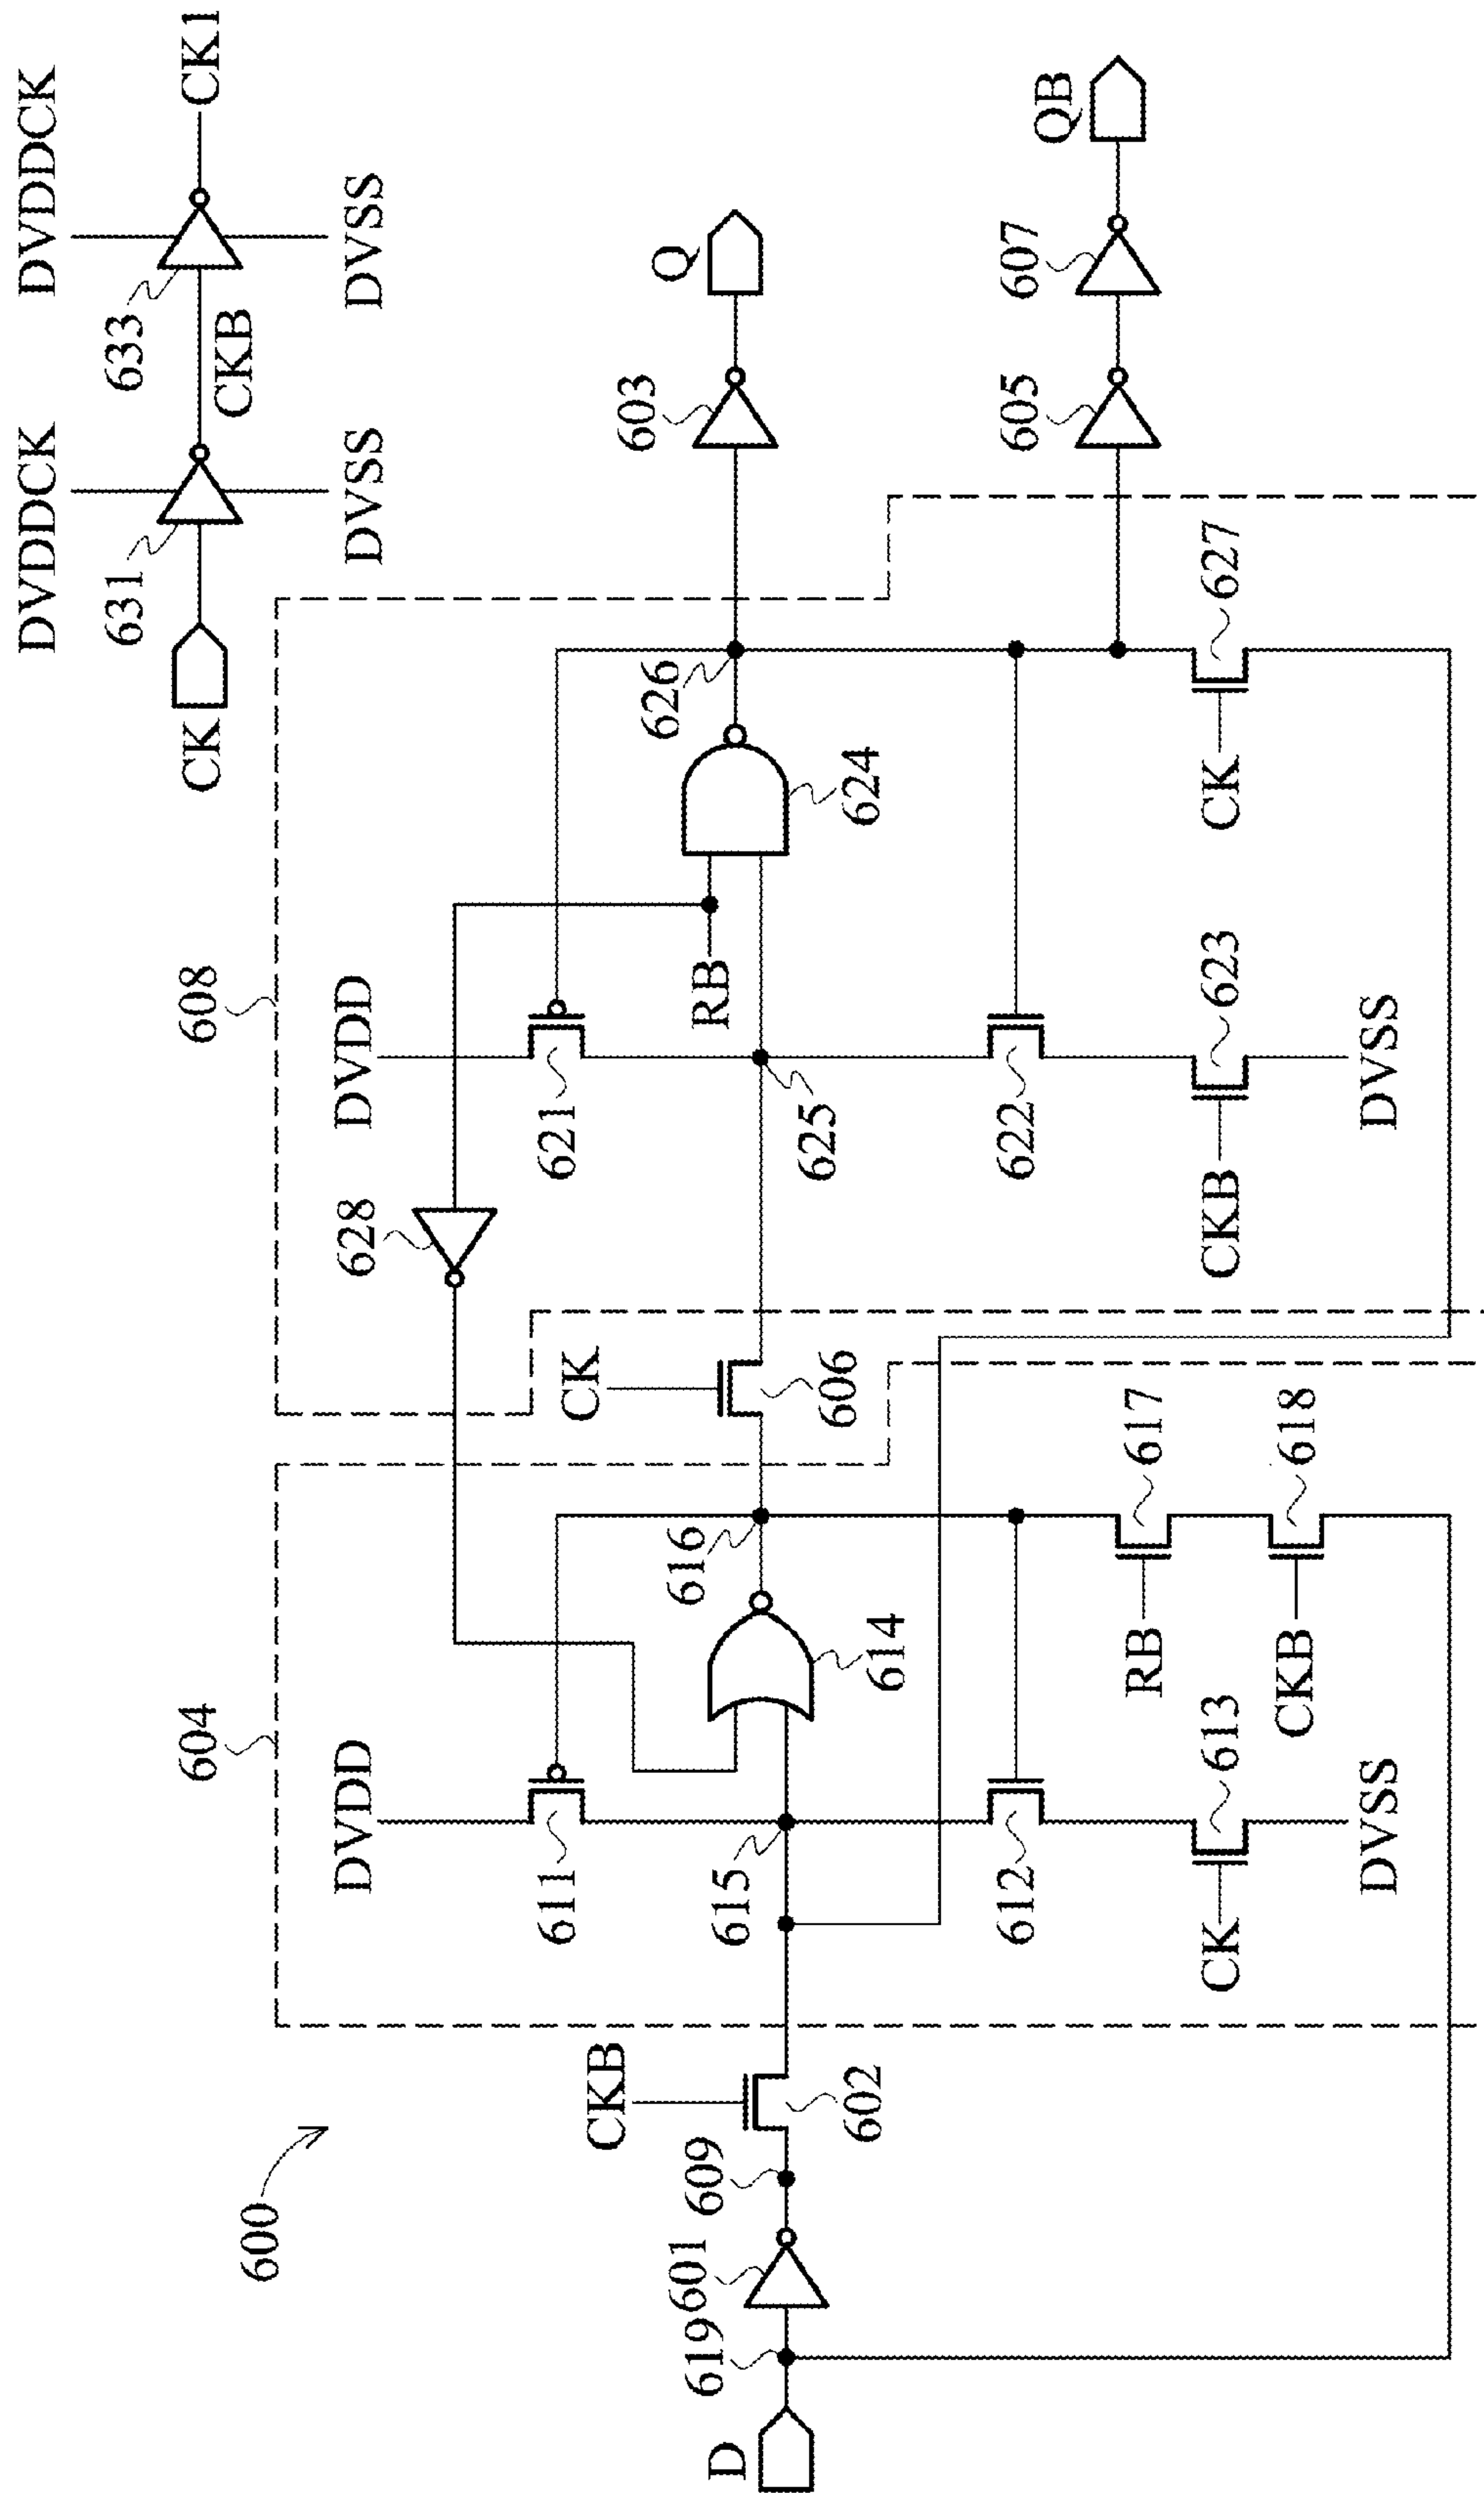 600
D
619
601
609
CKB
602
604
DVDD
611
615
612
CK
613
DVSS
614
616
RB
617
CKB
618
CK
606
608
628
DVDD
621
625
622
CKB
623
DVSS
RB
624
626
CK
627
603
Q
605
607
QB
CK
631
DVDDCK
DVSS
CKB
633
DVDDCK
DVSS
CK1